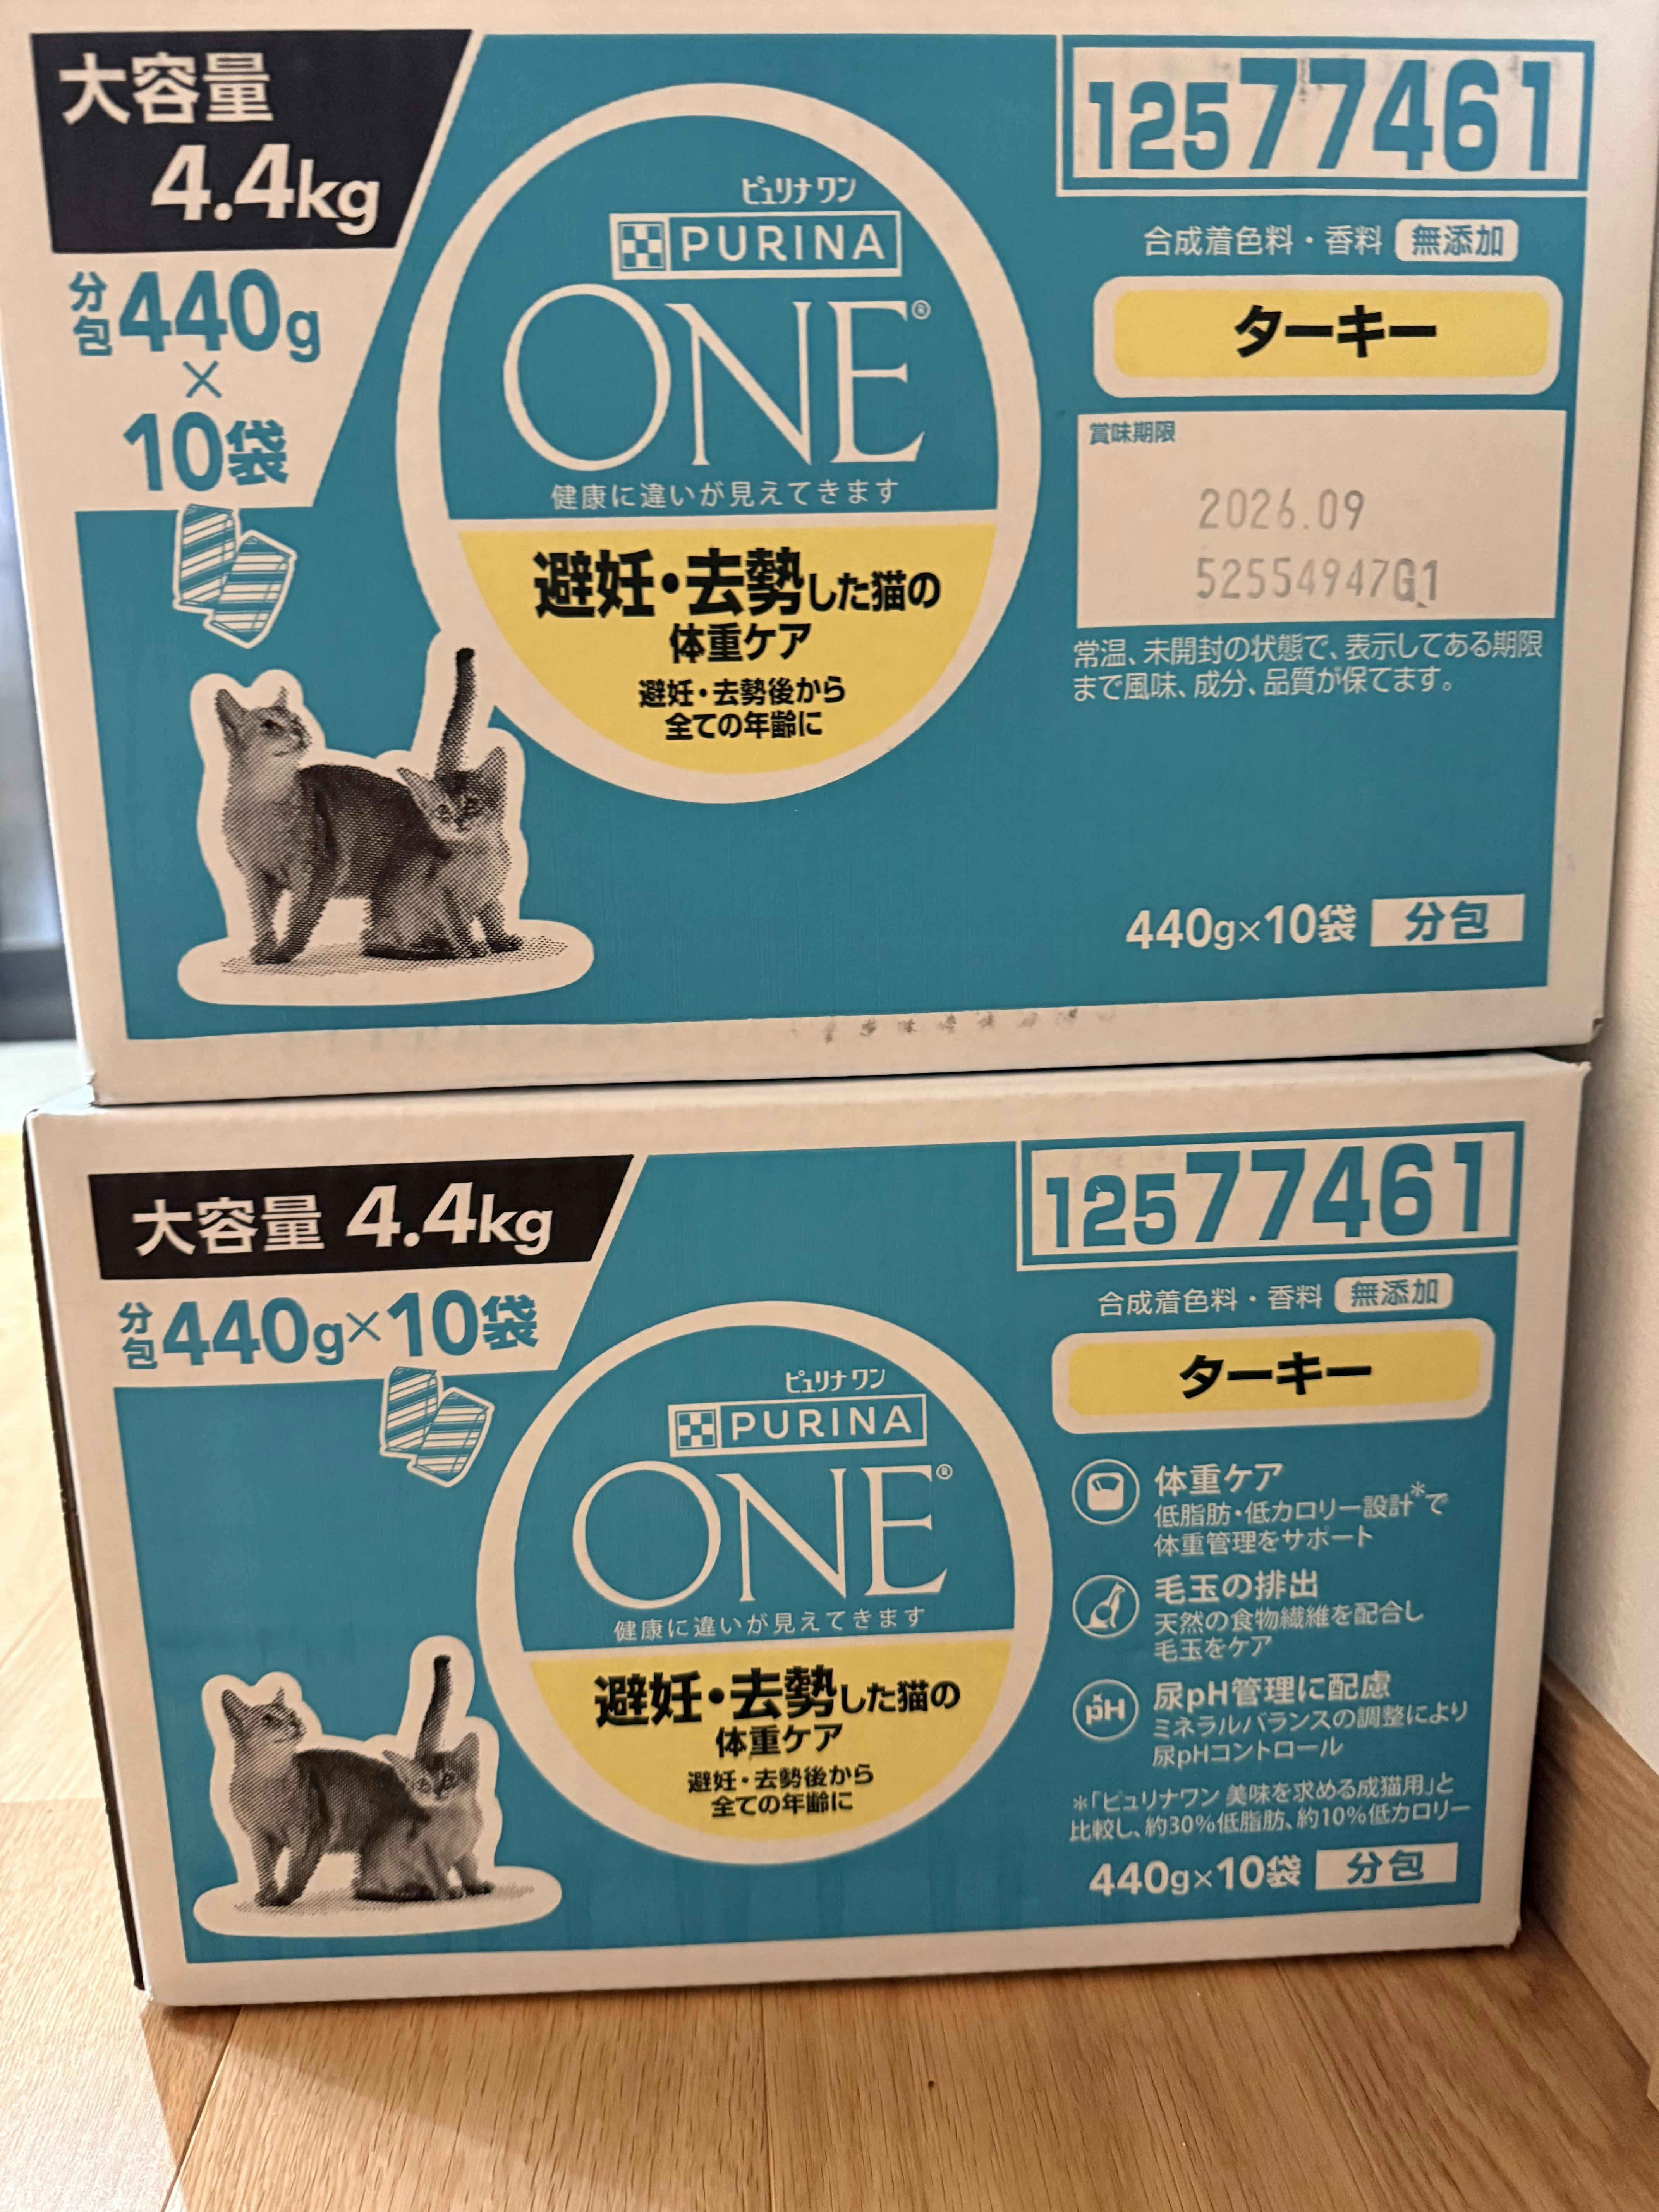 大容量
4.4kg
分包440g
×
10袋
ピュリナ ワン
PURINA
ONE®
健康に違いが見えてきます
避妊・去勢した猫の
体重ケア
避妊・去勢後から
全ての年齢に
12577461
合成着色料・香料 無添加
ターキー
賞味期限
2026.09
52554947G1
常温、未開封の状態で、表示してある期限
まで風味、成分、品質が保てます。
440g×10袋 分包
大容量 4.4kg
分包440g×10袋
ピュリナ ワン
PURINA
ONE®
健康に違いが見えてきます
避妊・去勢した猫の
体重ケア
避妊・去勢後から
全ての年齢に
12577461
合成着色料・香料 無添加
ターキー
体重ケア
低脂肪・低カロリー設計*で
体重管理をサポート
毛玉の排出
天然の食物繊維を配合し
毛玉をケア
pH
尿pH管理に配慮
ミネラルバランスの調整により
尿pHコントロール
*「ピュリナワン 美味を求める成猫用」と
比較し、約30%低脂肪、約10%低カロリー
440g×10袋 分包